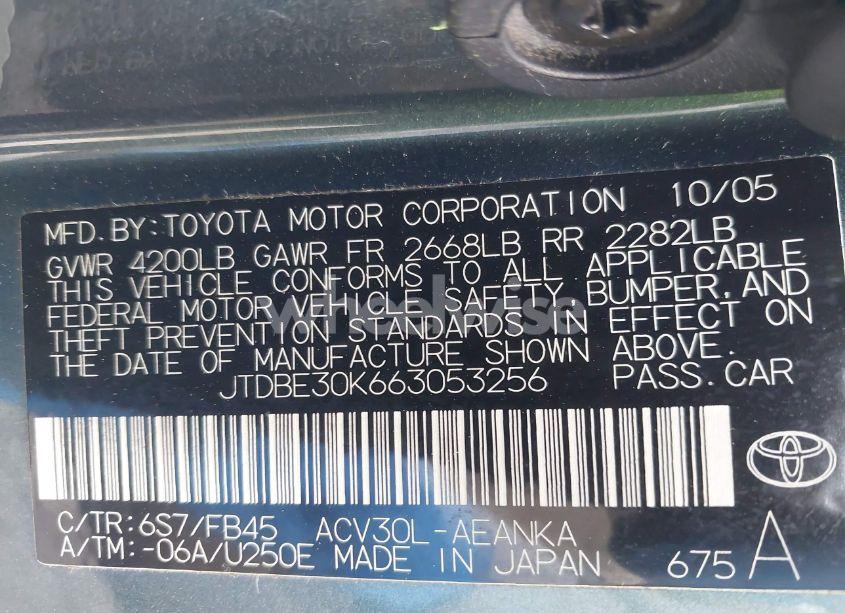 MFD. BY: TOYOTA MOTOR CORPORATION 10/05
GVWR 4200LB GAWR FR 2668LB RR 2282LB
THIS VEHICLE CONFORMS TO ALL APPLICABLE
FEDERAL MOTOR VEHICLE SAFETY, BUMPER, AND
THEFT PREVENTION STANDARDS IN EFFECT ON
THE DATE OF MANUFACTURE SHOWN ABOVE.
JTDBE30K663053256 PASS. CAR
C/TR: 6S7/FB45 ACV30L-AEANKA
A/TM: -06A/U250E MADE IN JAPAN 675 A
wheelwise